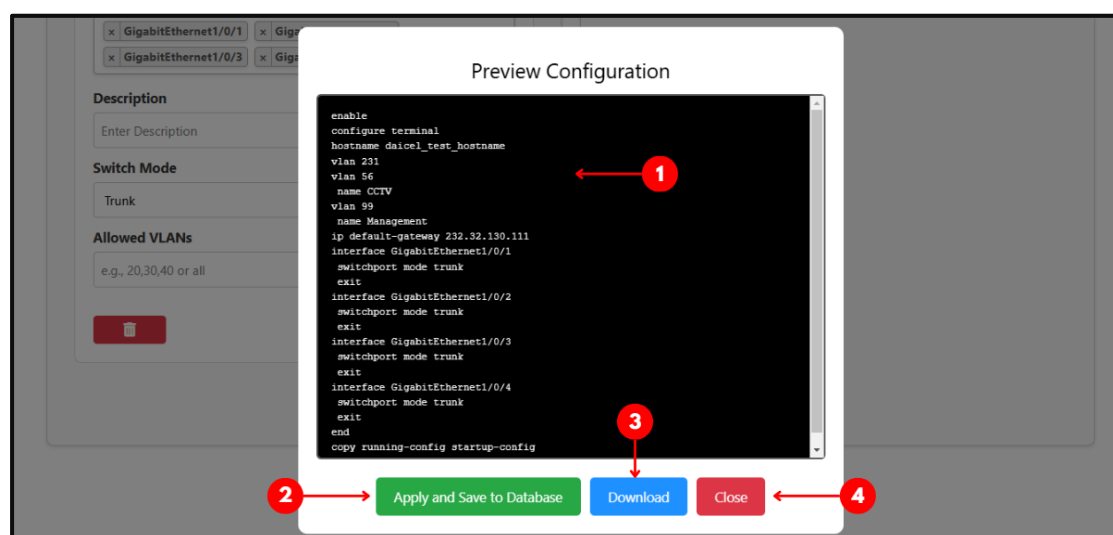 × GigabitEthernet1/0/1 × Giga
× GigabitEthernet1/0/3 × Giga
Description
Enter Description
Switch Mode
Trunk
Allowed VLANs
e.g., 20,30,40 or all
Preview Configuration
enable
configure terminal
hostname daicel_test_hostname
vlan 231
vlan 56
name CCTV
vlan 99
name Management
ip default-gateway 232.32.130.111
interface GigabitEthernet1/0/1
switchport mode trunk
exit
interface GigabitEthernet1/0/2
switchport mode trunk
exit
interface GigabitEthernet1/0/3
switchport mode trunk
exit
interface GigabitEthernet1/0/4
switchport mode trunk
exit
end
copy running-config startup-config
1
3
2
Apply and Save to Database
Download
Close
4